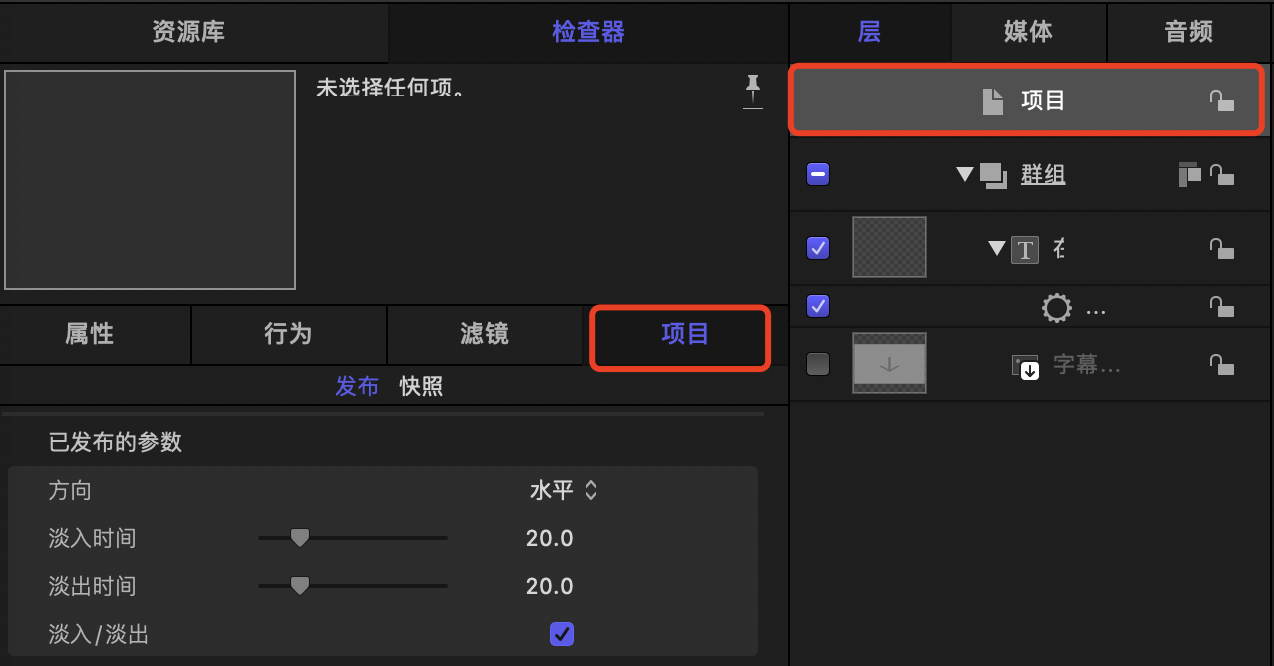 资源库 检查器 层 媒体 音频
未选择任何项。
项目
群组
T 在
...
字幕...
属性 行为 滤镜 项目
发布 快照
已发布的参数
方向 水平
淡入时间 20.0
淡出时间 20.0
淡入/淡出